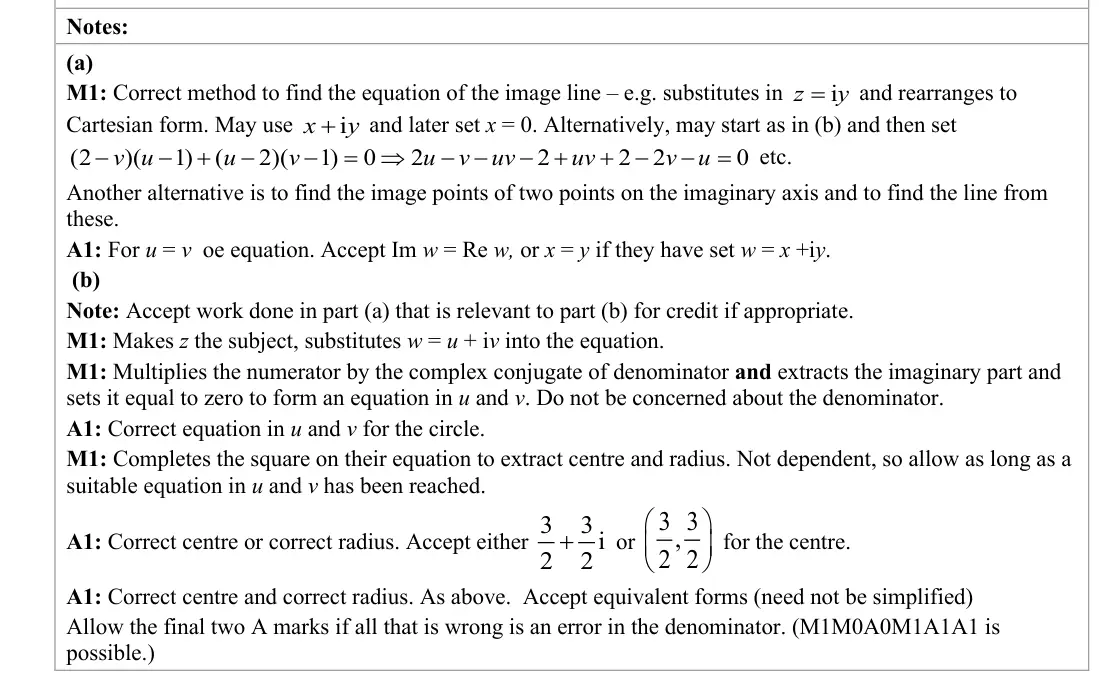 Notes:
(a)
M1: Correct method to find the equation of the image line – e.g. substitutes in z = iy and rearranges to
Cartesian form. May use x + iy and later set x = 0. Alternatively, may start as in (b) and then set
(2 − v)(u − 1) + (u − 2)(v − 1) = 0 ⇒ 2u − v − uv − 2 + uv + 2 − 2v − u = 0 etc.
Another alternative is to find the image points of two points on the imaginary axis and to find the line from
these.
A1: For u = v oe equation. Accept Im w = Re w, or x = y if they have set w = x +iy.
(b)
Note: Accept work done in part (a) that is relevant to part (b) for credit if appropriate.
M1: Makes z the subject, substitutes w = u + iv into the equation.
M1: Multiplies the numerator by the complex conjugate of denominator and extracts the imaginary part and
sets it equal to zero to form an equation in u and v. Do not be concerned about the denominator.
A1: Correct equation in u and v for the circle.
M1: Completes the square on their equation to extract centre and radius. Not dependent, so allow as long as a
suitable equation in u and v has been reached.
A1: Correct centre or correct radius. Accept either 3/2 + 3/2 i or (3/2, 3/2) for the centre.
A1: Correct centre and correct radius. As above. Accept equivalent forms (need not be simplified)
Allow the final two A marks if all that is wrong is an error in the denominator. (M1M0A0M1A1A1 is
possible.)